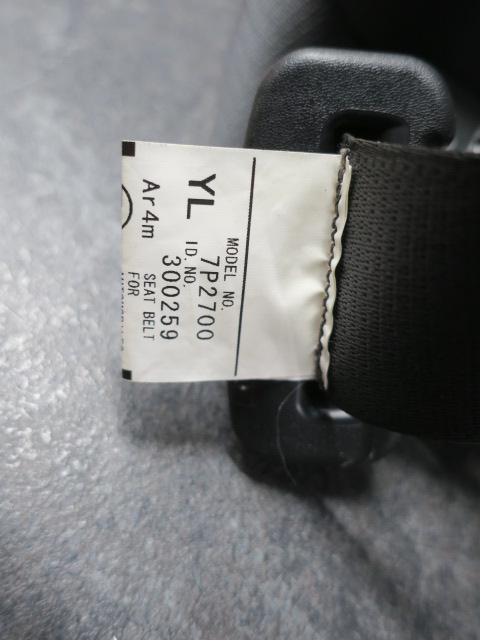 MODEL NO.
YL 7P2700
ID. NO.
Ar4m 300259
SEAT BELT
FOR